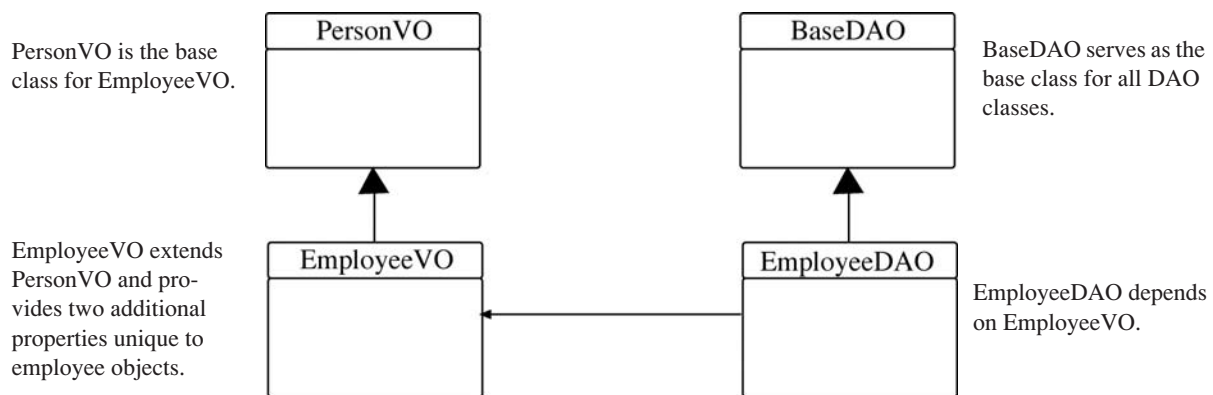 PersonVO
BaseDAO
PersonVO is the base
class for EmployeeVO.
BaseDAO serves as the
base class for all DAO
classes.
EmployeeVO extends
PersonVO and pro-
vides two additional
properties unique to
employee objects.
EmployeeVO
EmployeeDAO
EmployeeDAO depends
on EmployeeVO.